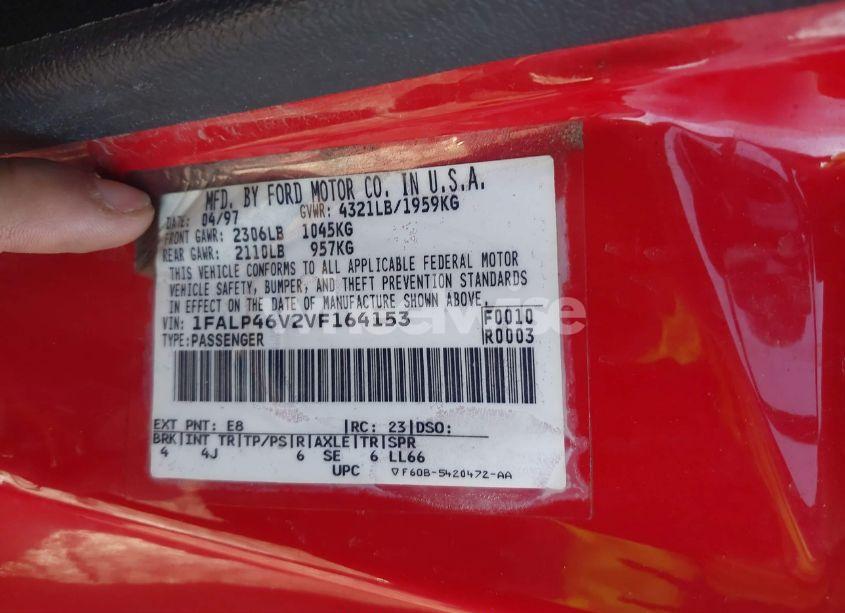 MFD. BY FORD MOTOR CO. IN U.S.A.
DATE: 04/97 GVWR: 4321LB/1959KG
FRONT GAWR: 2306LB 1045KG
REAR GAWR: 2110LB 957KG
THIS VEHICLE CONFORMS TO ALL APPLICABLE FEDERAL MOTOR
VEHICLE SAFETY, BUMPER, AND THEFT PREVENTION STANDARDS
IN EFFECT ON THE DATE OF MANUFACTURE SHOWN ABOVE.
VIN: 1FALP46V2VF164153 F0010
TYPE: PASSENGER R0003
EXT PNT: E8 |RC: 23|DSO:
BRK|INT TR|TP/PS|R|AXLE|TR|SPR
4 4J 6 SE 6 LL66
UPC ▽F60B-5420472-AA